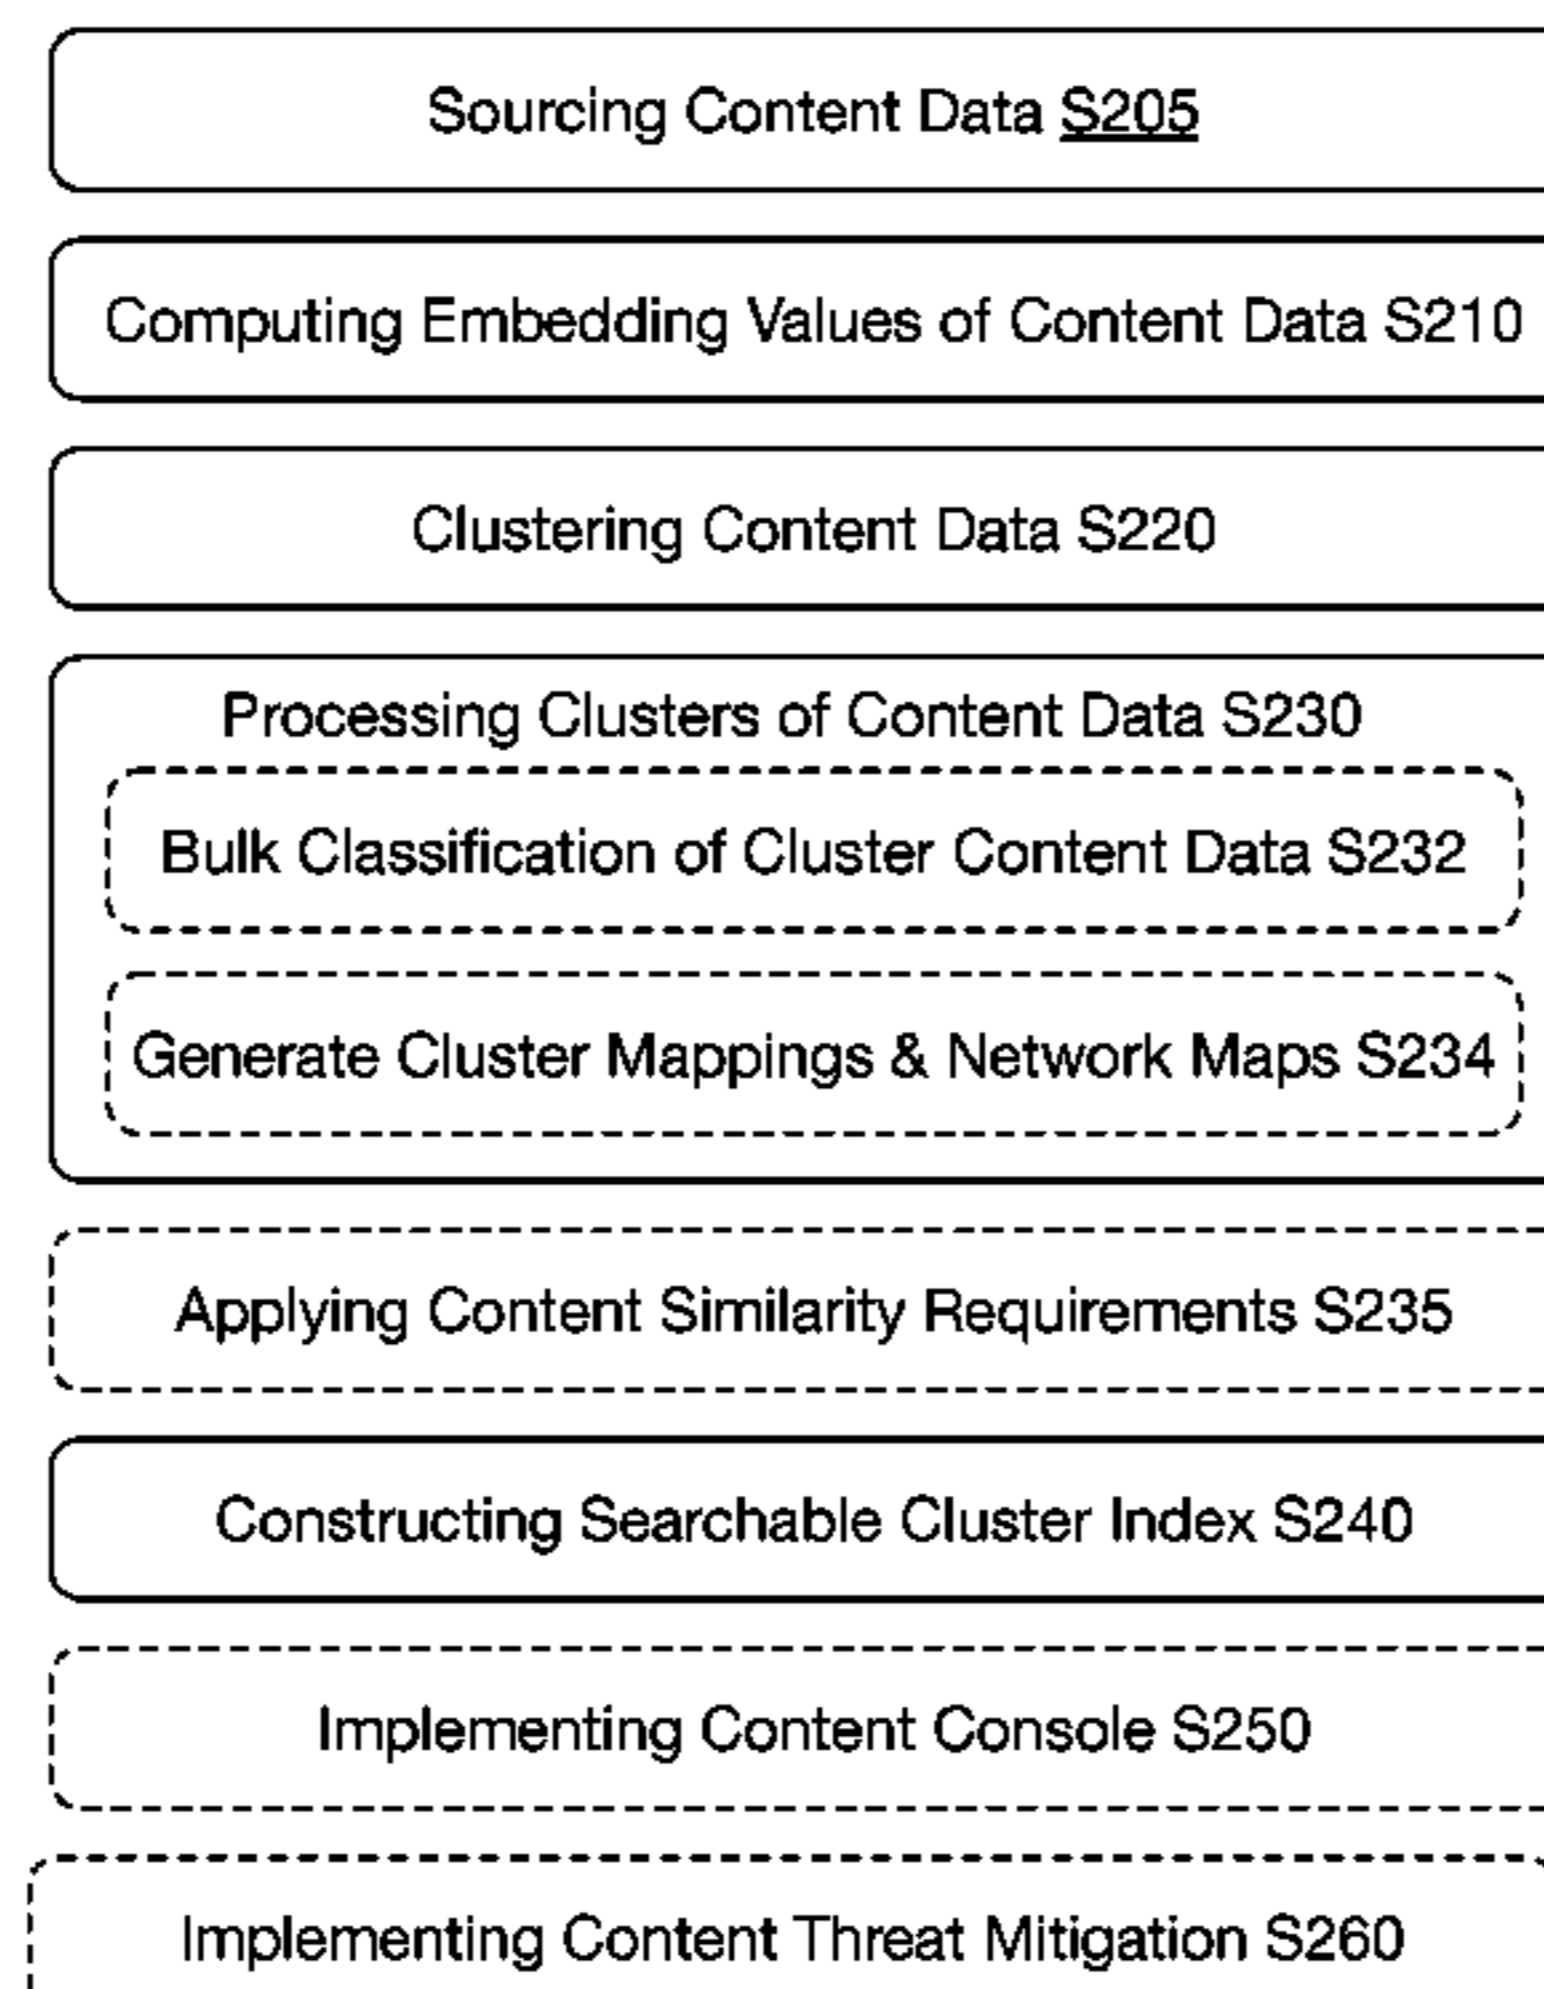 Sourcing Content Data S205
Computing Embedding Values of Content Data S210
Clustering Content Data S220
Processing Clusters of Content Data S230
Bulk Classification of Cluster Content Data S232
Generate Cluster Mappings & Network Maps S234
Applying Content Similarity Requirements S235
Constructing Searchable Cluster Index S240
Implementing Content Console S250
Implementing Content Threat Mitigation S260